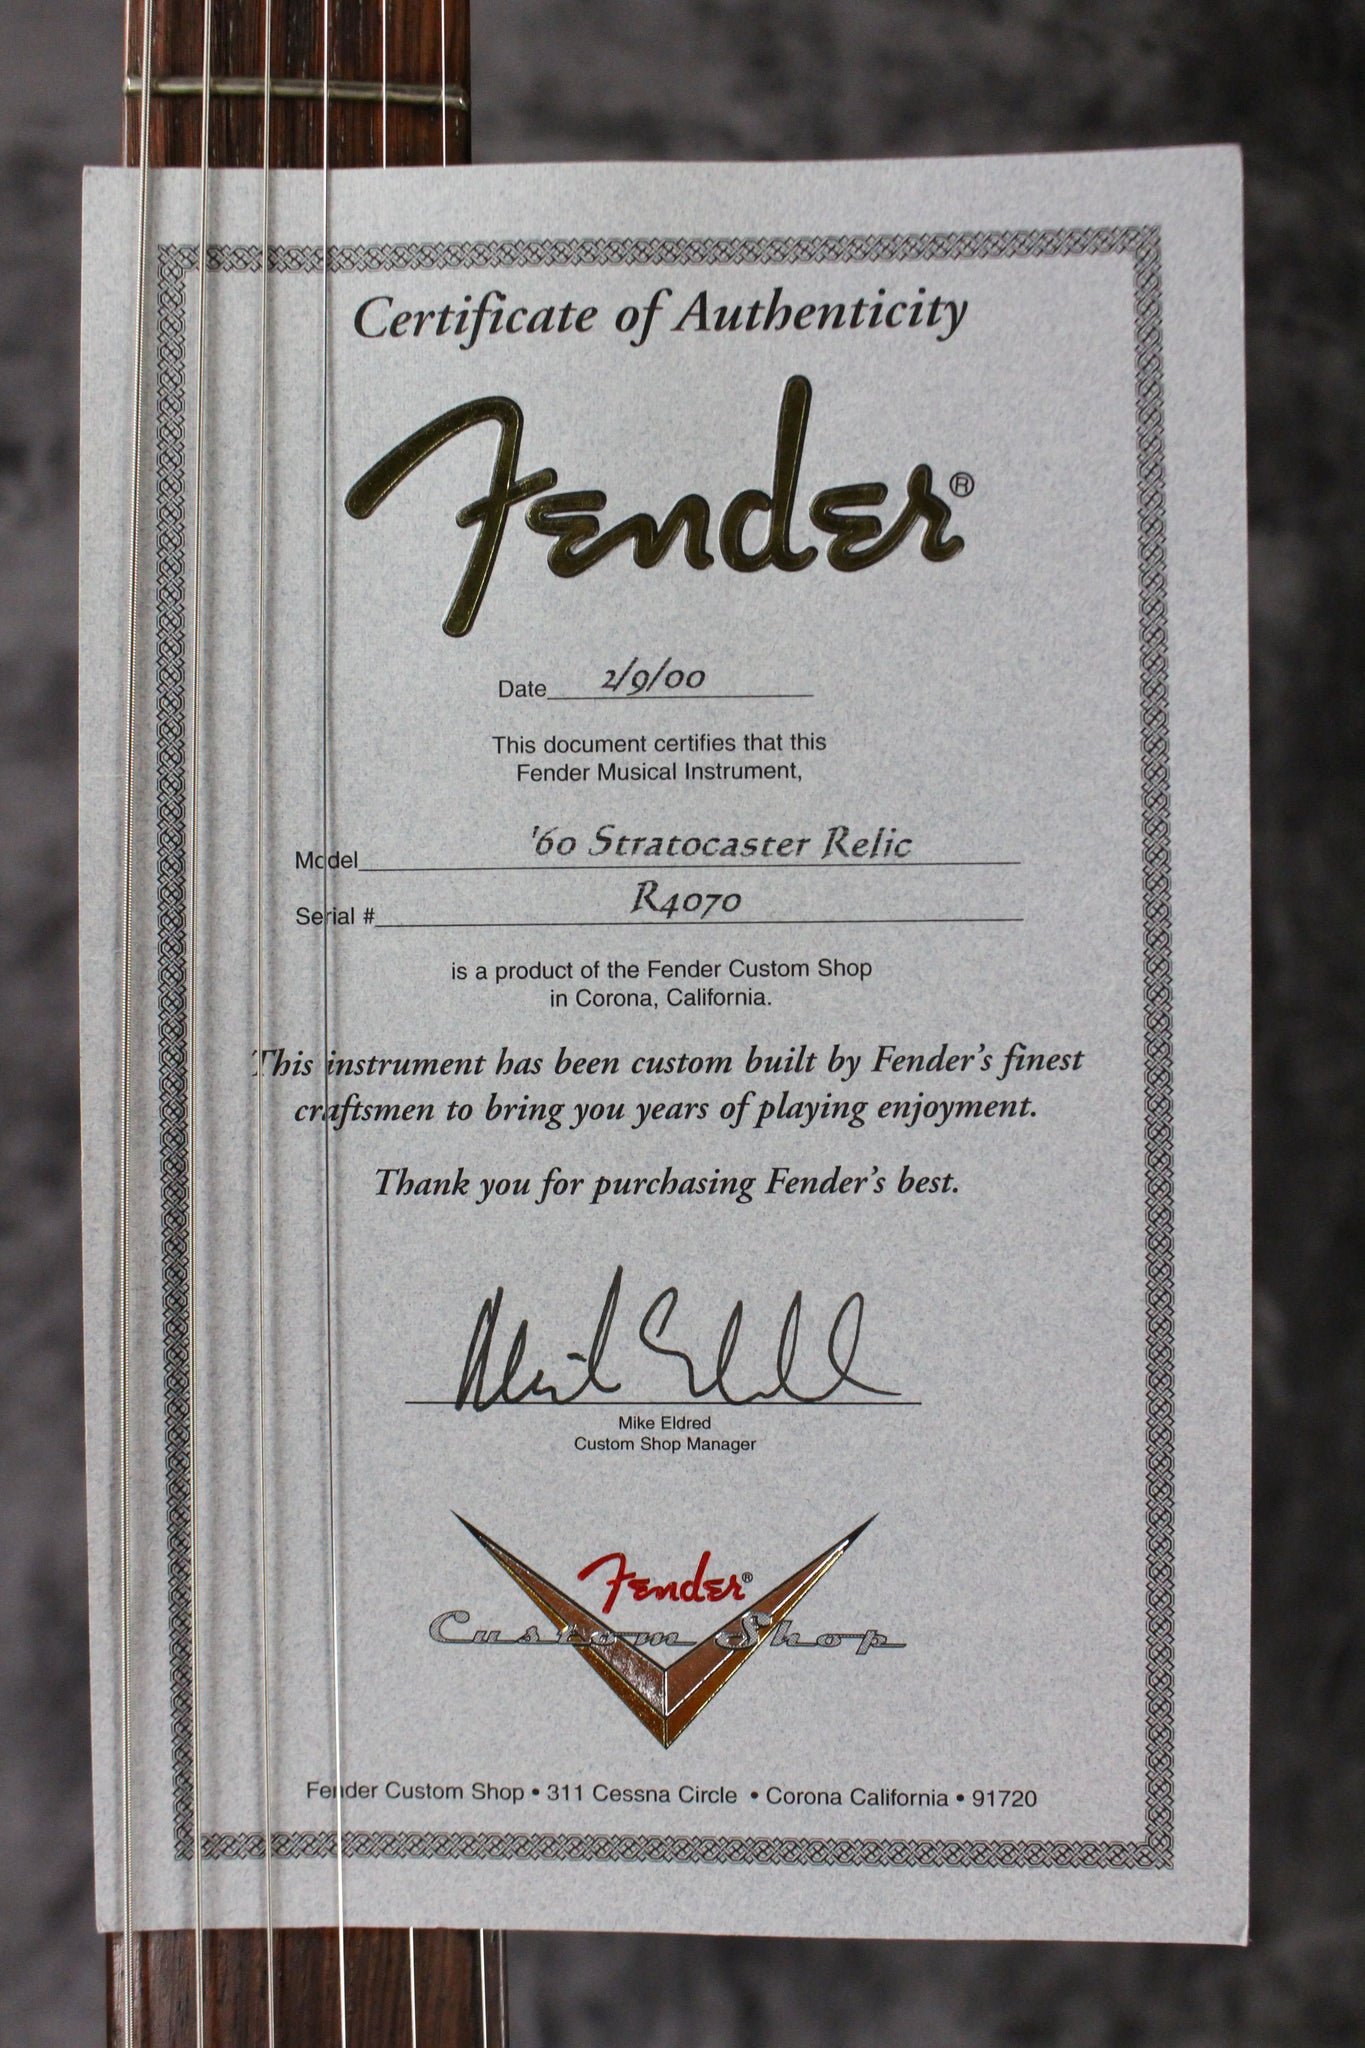 Certificate of Authenticity
Fender®
Date 2/9/00
This document certifies that this
Fender Musical Instrument,
Model '60 Stratocaster Relic
Serial # R4070
is a product of the Fender Custom Shop
in Corona, California.
This instrument has been custom built by Fender's finest
craftsmen to bring you years of playing enjoyment.
Thank you for purchasing Fender's best.
Mike Eldred
Mike Eldred
Custom Shop Manager
Fender®
Custom Shop
Fender Custom Shop • 311 Cessna Circle • Corona California • 91720